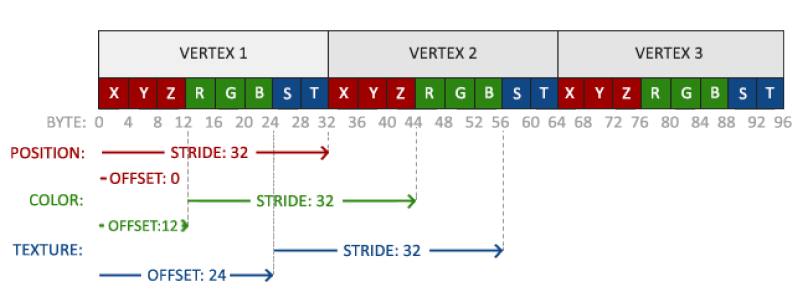 VERTEX 1 VERTEX 2 VERTEX 3
X Y Z R G B S T X Y Z R G B S T X Y Z R G B S T
BYTE: 0 4 8 12 16 20 24 28 32 36 40 44 48 52 56 60 64 68 72 76 80 84 88 92 96
POSITION: STRIDE: 32
OFFSET: 0
COLOR: STRIDE: 32
OFFSET:12
TEXTURE: STRIDE: 32
OFFSET: 24